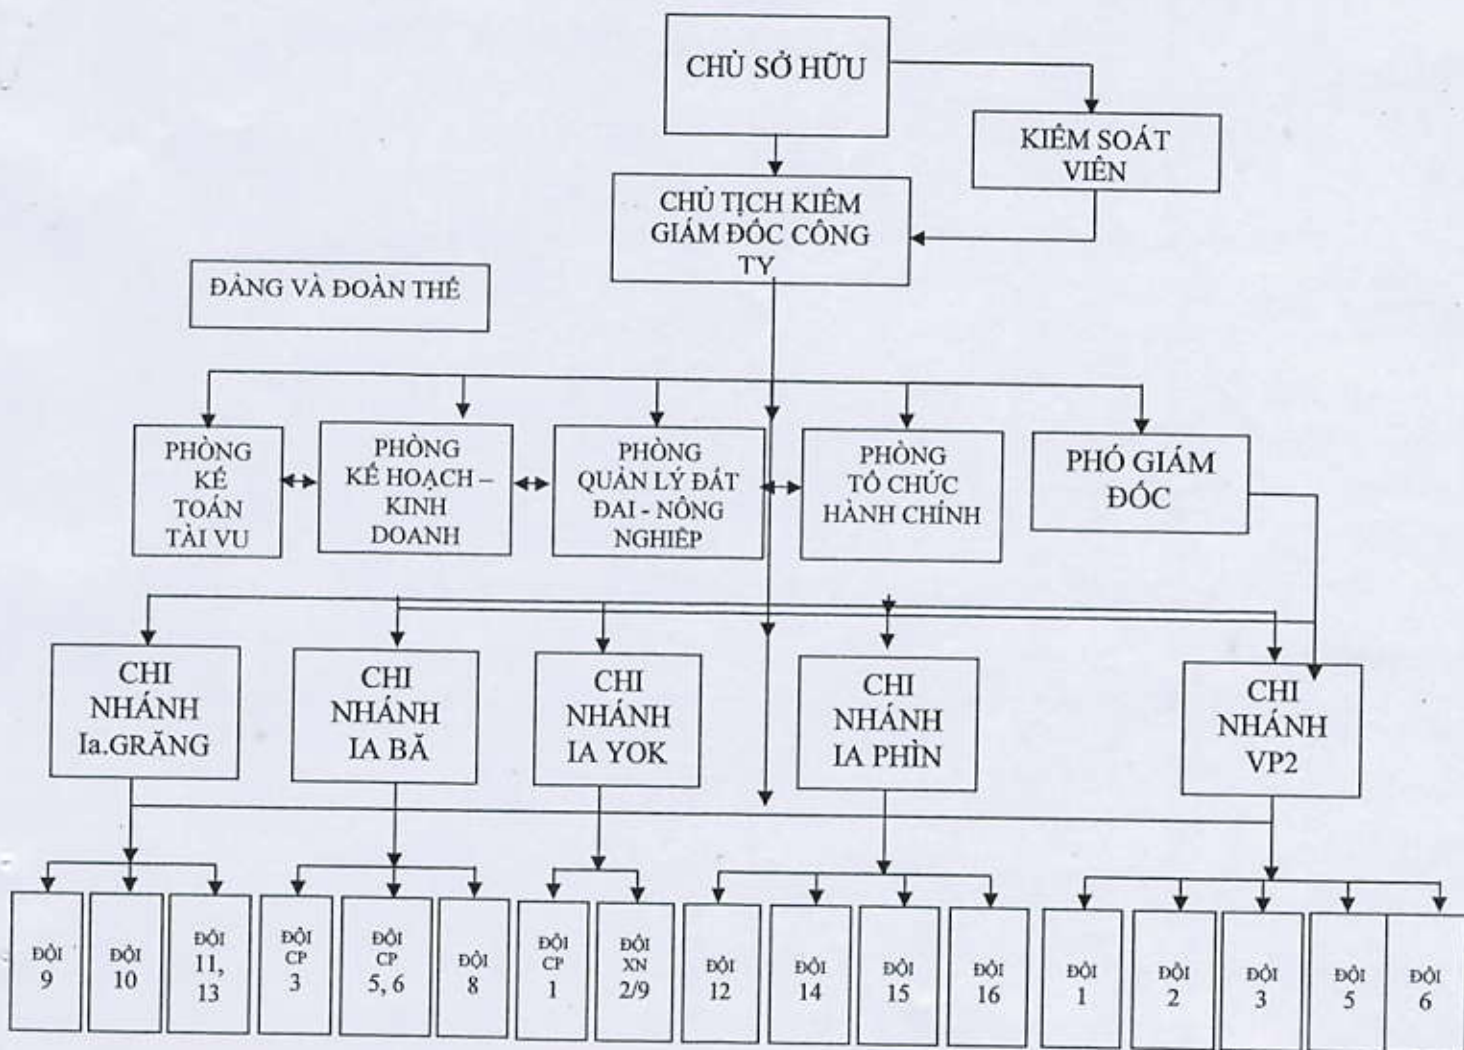 CHỦ SỞ HỮU
KIỂM SOÁT
VIÊN
CHỦ TỊCH KIÊM
GIÁM ĐỐC CÔNG
TY
ĐẢNG VÀ ĐOÀN THỂ
PHÒNG
KẾ
TOÁN
TÀI VỤ
PHÒNG
KẾ HOẠCH –
KINH
DOANH
PHÒNG
QUẢN LÝ ĐẤT
ĐAI - NÔNG
NGHIỆP
PHÒNG
TỔ CHỨC
HÀNH CHÍNH
PHÓ GIÁM
ĐỐC
CHI
NHÁNH
Ia.GRĂNG
CHI
NHÁNH
IA BĂ
CHI
NHÁNH
IA YOK
CHI
NHÁNH
IA PHÌN
CHI
NHÁNH
VP2
ĐỘI
9
ĐỘI
10
ĐỘI
11,
13
ĐỘI
CP
3
ĐỘI
CP
5, 6
ĐỘI
8
ĐỘI
CP
1
ĐỘI
XN
2/9
ĐỘI
12
ĐỘI
14
ĐỘI
15
ĐỘI
16
ĐỘI
1
ĐỘI
2
ĐỘI
3
ĐỘI
5
ĐỘI
6